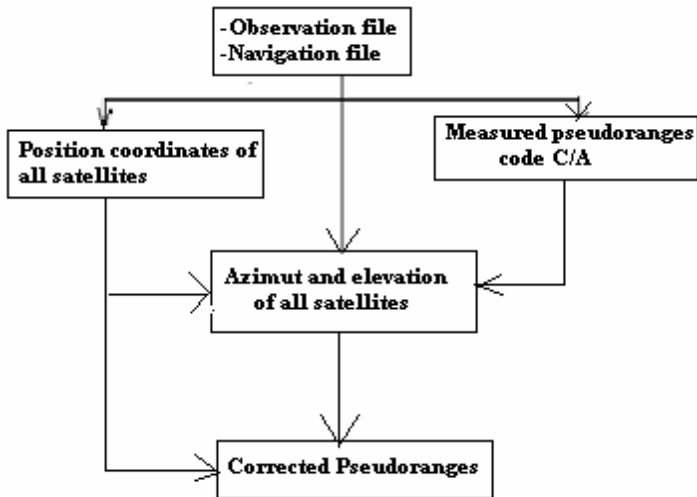 -Observation file
-Navigation file
Position coordinates of
all satellites
Measured pseudoranges
code C/A
Azimut and elevation
of all satellites
Corrected Pseudoranges